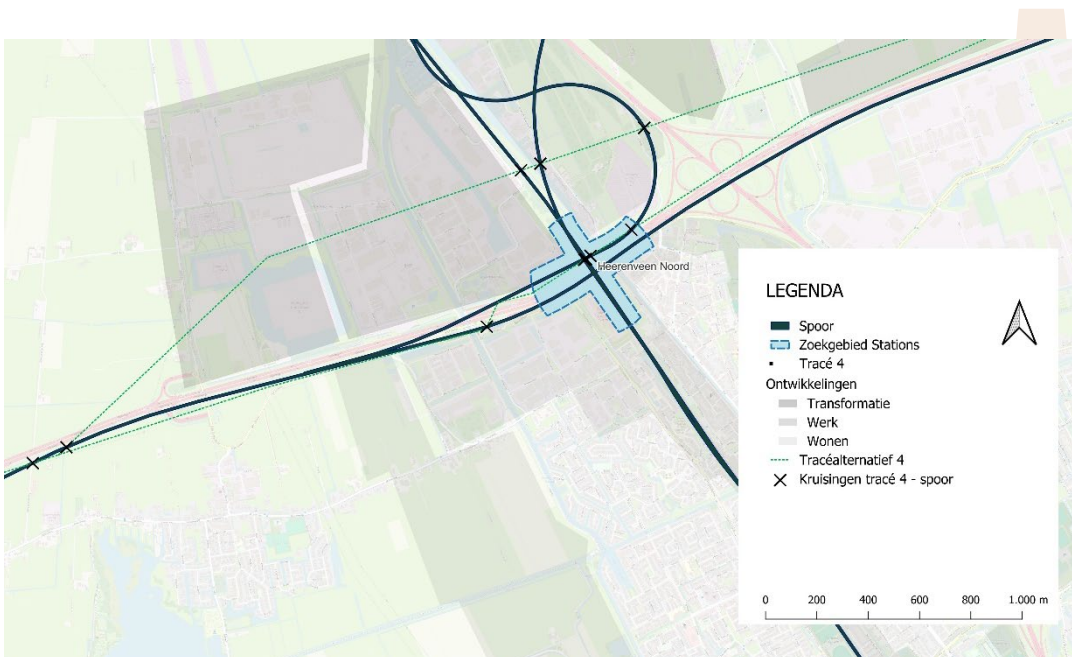 Heerenveen Noord
LEGENDA
Spoor
Zoekgebied Stations
Tracé 4
Ontwikkelingen
Transformatie
Werk
Wonen
Tracéalternatief 4
Kruisingen tracé 4 - spoor
0 200 400 600 800 1.000 m